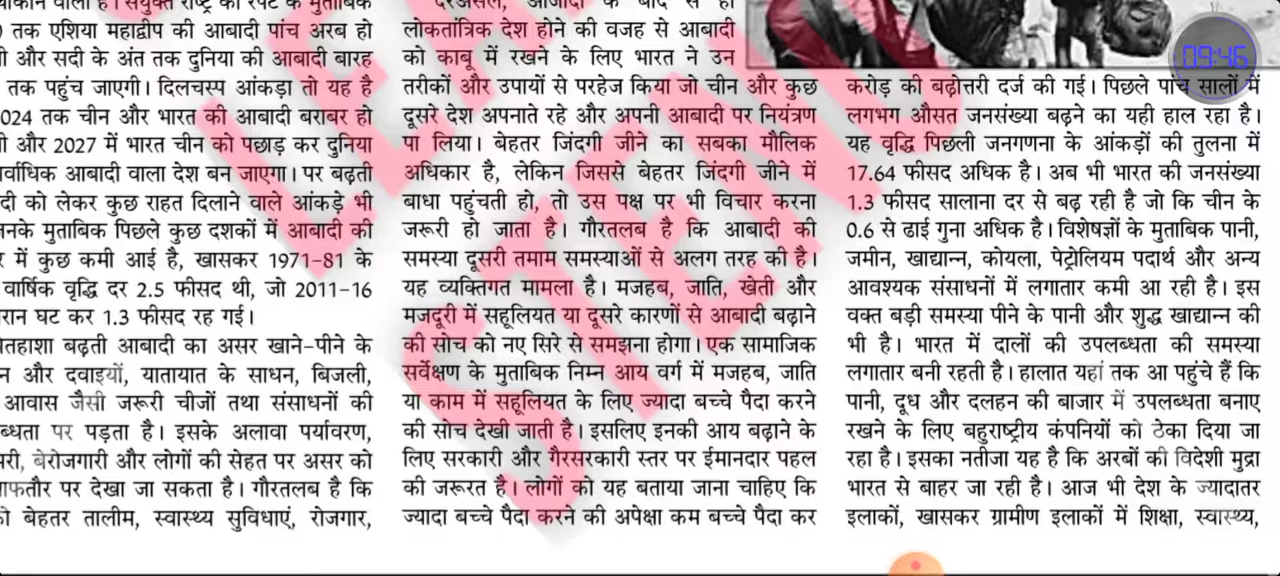 तक एशिया महाद्वीप की आबादी पांच अरब हो
और सदी के अंत तक दुनिया की आबादी बारह
तक पहुंच जाएगी। दिलचस्प आंकड़ा तो यह है
024 तक चीन और भारत की आबादी बराबर हो
और 2027 में भारत चीन को पछाड़ कर दुनिया
आबादी वाला देश बन जाएगा। पर बढ़ती
को लेकर कुछ राहत दिलाने वाले आंकड़े भी
मुताबिक पिछले कुछ दशकों में आबादी की
में कुछ कमी आई है, खासकर 1971-81 के
वार्षिक वृद्धि दर 2.5 फीसद थी, जो 2011-16
घट कर 1.3 फीसद रह गई।
बढ़ती आबादी का असर खाने-पीने के
और दवाइयों, यातायात के साधन, बिजली,
आवास जैसी जरूरी चीजों तथा संसाधनों की
पर पड़ता है। इसके अलावा पर्यावरण,
बेरोजगारी और लोगों की सेहत पर असर को
पर देखा जा सकता है। गौरतलब है कि
बेहतर तालीम, स्वास्थ्य सुविधाएं, रोजगार,
दरअसल, आजादी के बाद से ही
लोकतांत्रिक देश होने की वजह से आबादी
को काबू में रखने के लिए भारत ने उन
तरीकों और उपायों से परहेज किया जो चीन और कुछ
दूसरे देश अपनाते रहे और अपनी आबादी पर नियंत्रण
पा लिया। बेहतर जिंदगी जीने का सबका मौलिक
अधिकार है, लेकिन जिससे बेहतर जिंदगी जीने में
बाधा पहुंचती हो, तो उस पक्ष पर भी विचार करना
जरूरी हो जाता है। गौरतलब है कि आबादी की
समस्या दूसरी तमाम समस्याओं से अलग तरह की है।
यह व्यक्तिगत मामला है। मजहब, जाति, खेती और
मजदूरी में सहूलियत या दूसरे कारणों से आबादी बढ़ाने
की सोच को नए सिरे से समझना होगा। एक सामाजिक
सर्वेक्षण के मुताबिक निम्न आय वर्ग में मजहब, जाति
या काम में सहूलियत के लिए ज्यादा बच्चे पैदा करने
की सोच देखी जाती है। इसलिए इनकी आय बढ़ाने के
लिए सरकारी और गैरसरकारी स्तर पर ईमानदार पहल
की जरूरत है। लोगों को यह बताया जाना चाहिए कि
ज्यादा बच्चे पैदा करने की अपेक्षा कम बच्चे पैदा कर
09:46
करोड़ की बढ़ोत्तरी दर्ज की गई। पिछले पांच सालों में
लगभग औसत जनसंख्या बढ़ने का यही हाल रहा है।
यह वृद्धि पिछली जनगणना के आंकड़ों की तुलना में
17.64 फीसद अधिक है। अब भी भारत की जनसंख्या
1.3 फीसद सालाना दर से बढ़ रही है जो कि चीन के
0.6 से ढाई गुना अधिक है। विशेषज्ञों के मुताबिक पानी,
जमीन, खाद्यान्न, कोयला, पेट्रोलियम पदार्थ और अन्य
आवश्यक संसाधनों में लगातार कमी आ रही है। इस
वक्त बड़ी समस्या पीने के पानी और शुद्ध खाद्यान्न की
भी है। भारत में दालों की उपलब्धता की समस्या
लगातार बनी रहती है। हालात यहां तक आ पहुंचे हैं कि
पानी, दूध और दलहन की बाजार में उपलब्धता बनाए
रखने के लिए बहुराष्ट्रीय कंपनियों को ठेका दिया जा
रहा है। इसका नतीजा यह है कि अरबों की विदेशी मुद्रा
भारत से बाहर जा रही है। आज भी देश के ज्यादातर
इलाकों, खासकर ग्रामीण इलाकों में शिक्षा, स्वास्थ्य,